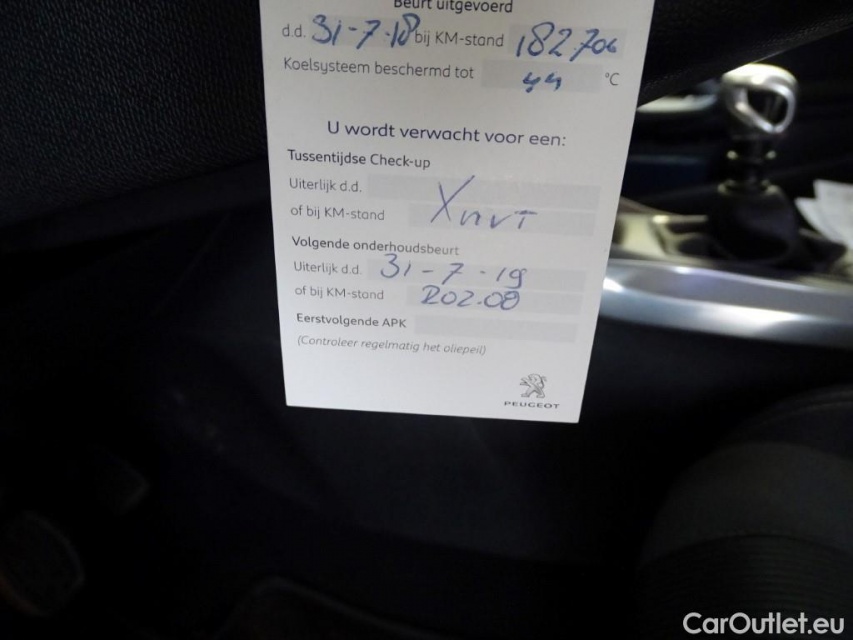 Beurt uitgevoerd
d.d. 31-7-18 bij KM-stand 182.706
Koelsysteem beschermd tot 44 °C
U wordt verwacht voor een:
Tussentijdse Check-up
Uiterlijk d.d.
of bij KM-stand X nvt
Volgende onderhoudsbeurt
Uiterlijk d.d. 31-7-19
of bij KM-stand 202.00
Eerstvolgende APK
(Controleer regelmatig het oliepeil)
PEUGEOT
CarOutlet.eu